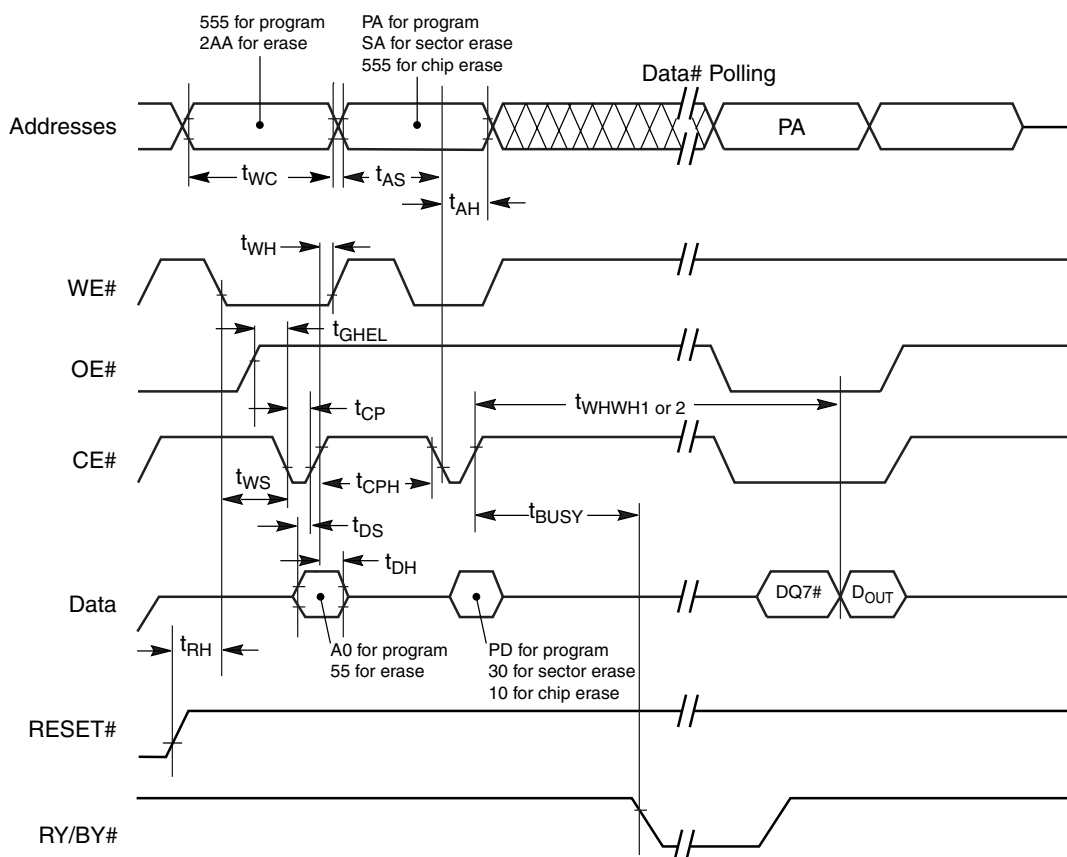 555 for program
2AA for erase
PA for program
SA for sector erase
555 for chip erase
Data# Polling
Addresses
PA
tWC
tAS
tAH
tWH
WE#
tGHEL
OE#
tCP
tWHWH1 or 2
CE#
tWS
tCPH
tBUSY
tDS
tDH
Data
DQ7#
DOUT
tRH
A0 for program
55 for erase
PD for program
30 for sector erase
10 for chip erase
RESET#
RY/BY#